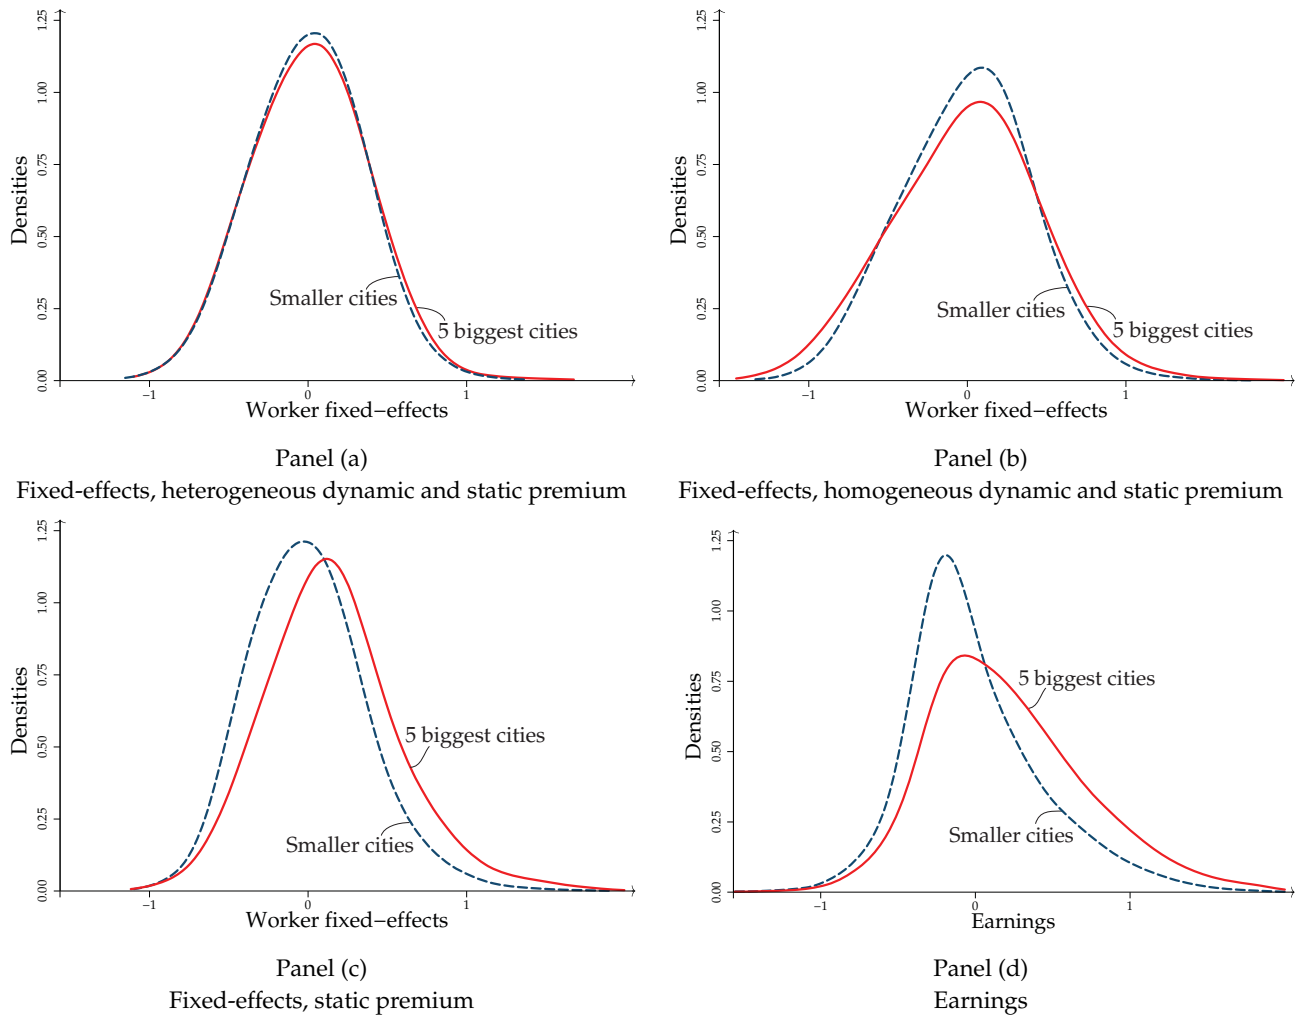 1.25
1.00
0.75
0.50
0.25
0.00
Densities
Smaller cities
5 biggest cities
−1
0
1
Worker fixed−effects
Panel (a)
Fixed-effects, heterogeneous dynamic and static premium
1.25
1.00
0.75
0.50
0.25
0.00
Densities
Smaller cities
5 biggest cities
−1
0
1
Worker fixed−effects
Panel (b)
Fixed-effects, homogeneous dynamic and static premium
1.25
1.00
0.75
0.50
0.25
0.00
Densities
5 biggest cities
Smaller cities
−1
0
1
Worker fixed−effects
Panel (c)
Fixed-effects, static premium
1.25
1.00
0.75
0.50
0.25
0.00
Densities
5 biggest cities
Smaller cities
−1
0
1
Earnings
Panel (d)
Earnings